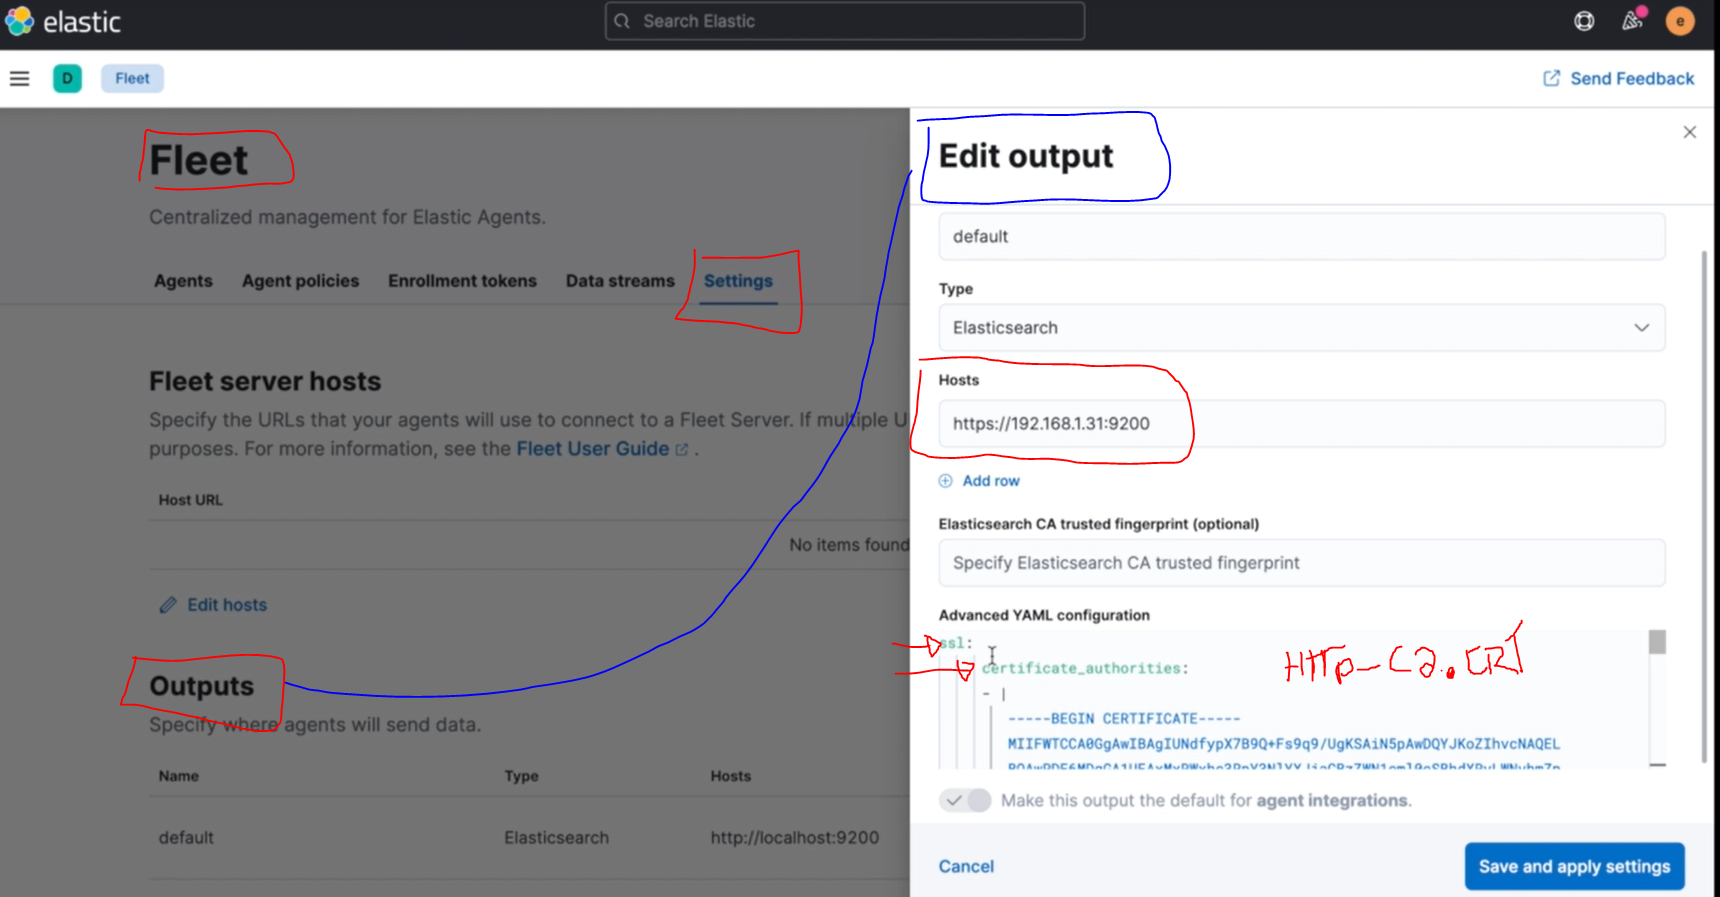 elastic
Search Elastic
e
D
Fleet
Send Feedback
Fleet
Centralized management for Elastic Agents.
Agents
Agent policies
Enrollment tokens
Data streams
Settings
Fleet server hosts
Specify the URLs that your agents will use to connect to a Fleet Server. If multiple U
purposes. For more information, see the Fleet User Guide .
Host URL
No items found
Edit hosts
Outputs
Specify where agents will send data.
Name
Type
Hosts
default
Elasticsearch
http://localhost:9200
Edit output
default
Type
Elasticsearch
Hosts
https://192.168.1.31:9200
Add row
Elasticsearch CA trusted fingerprint (optional)
Specify Elasticsearch CA trusted fingerprint
Advanced YAML configuration
ssl:
certificate_authorities:
- |
-----BEGIN CERTIFICATE-----
MIIFWTCCA0GgAwIBAgIUNdfypX7B9Q+Fs9q9/UgKSAiN5pAwDQYJKoZIhvcNAQEL
HTTp_Ca.CRT
Make this output the default for agent integrations.
Cancel
Save and apply settings